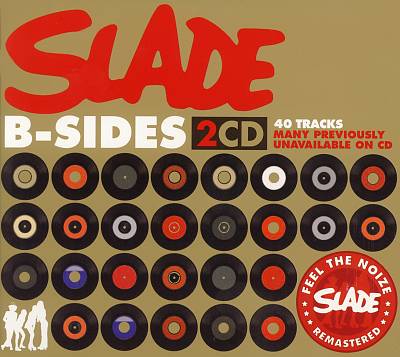 SLADE
B-SIDES 2CD
40 TRACKS
MANY PREVIOUSLY
UNAVAILABLE ON CD
FEEL THE NOIZE
SLADE
REMASTERED